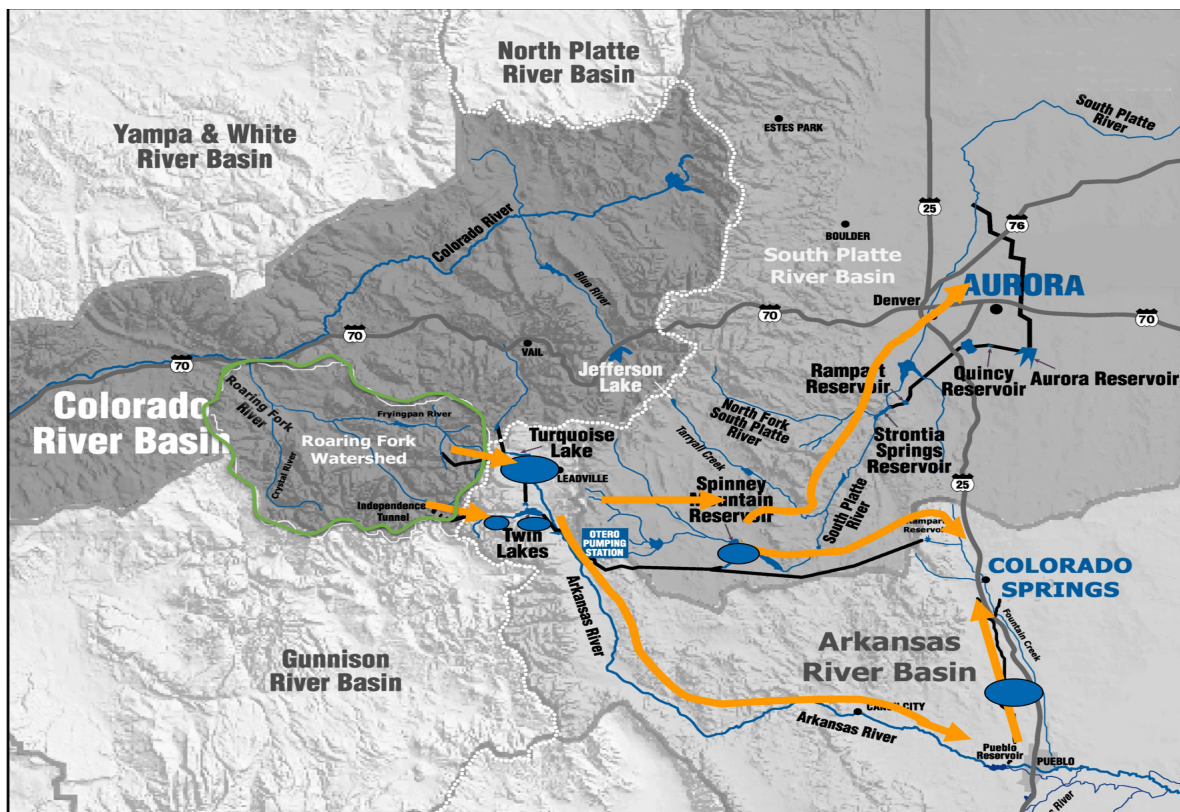 North Platte
River Basin
Yampa & White
River Basin
ESTES PARK
South Platte
River
25
76
BOULDER
South Platte
River Basin
Colorado River
Blue River
AURORA
Denver
70
70
70
70
VAIL
Jefferson
Lake
Rampart
Reservoir
Quincy
Reservoir
Aurora Reservoir
Colorado
River Basin
Roaring Fork
River
Fryingpan River
Roaring Fork
Watershed
Crystal River
Independence
Tunnel
Turquoise
Lake
LEADVILLE
Twin
Lakes
North Fork
South Platte
River
Tarryall Creek
Strontia
Springs
Reservoir
Spinney
Mountain
Reservoir
South Platte
River
25
OTERO
PUMPING
STATION
Rampart
Reservoir
COLORADO
SPRINGS
Fountain Creek
Arkansas River
Gunnison
River Basin
Arkansas
River Basin
CANON CITY
Arkansas River
Pueblo
Reservoir
PUEBLO
River